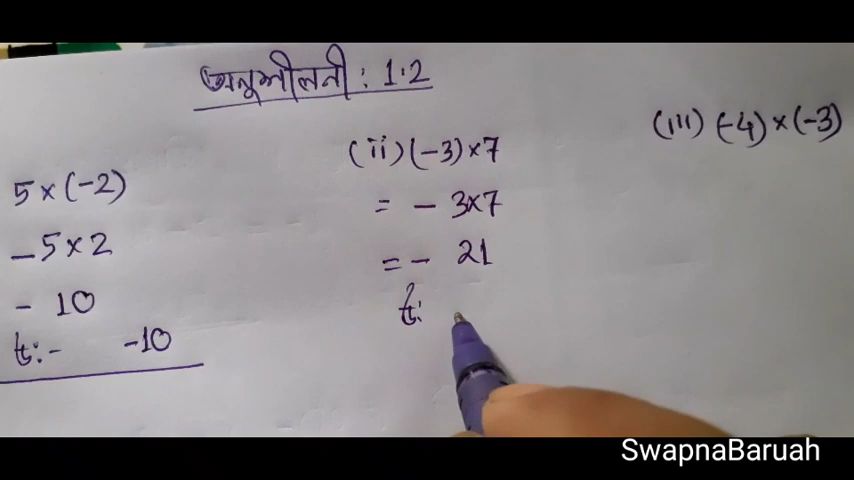 অনুশীলনী : 1.2
5 × (-2)
- 5 × 2
- 10
উ:- -10
(ii) (-3) × 7
= - 3×7
= - 21
উ:
(iii) (-4) × (-3)
SwapnaBaruah